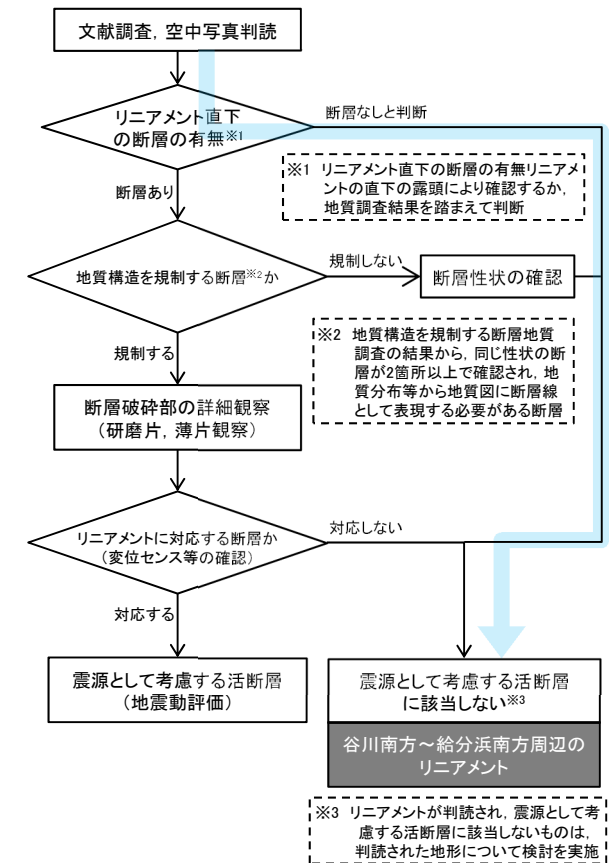 文献調査，空中写真判読
リニアメント直下
の断層の有無※1
断層なしと判断
※1 リニアメント直下の断層の有無リニアメ
ントの直下の露頭により確認するか，
地質調査結果を踏まえて判断
断層あり
地質構造を規制する断層※2か
規制しない
断層性状の確認
※2 地質構造を規制する断層地質
調査の結果から，同じ性状の断
層が2箇所以上で確認され，地
質分布等から地質図に断層線
として表現する必要がある断層
規制する
断層破砕部の詳細観察
（研磨片，薄片観察）
リニアメントに対応する断層か
（変位センス等の確認）
対応しない
対応する
震源として考慮する活断層
（地震動評価）
震源として考慮する活断層
に該当しない※3
谷川南方～給分浜南方周辺の
リニアメント
※3 リニアメントが判読され，震源として考
慮する活断層に該当しないものは，
判読された地形について検討を実施